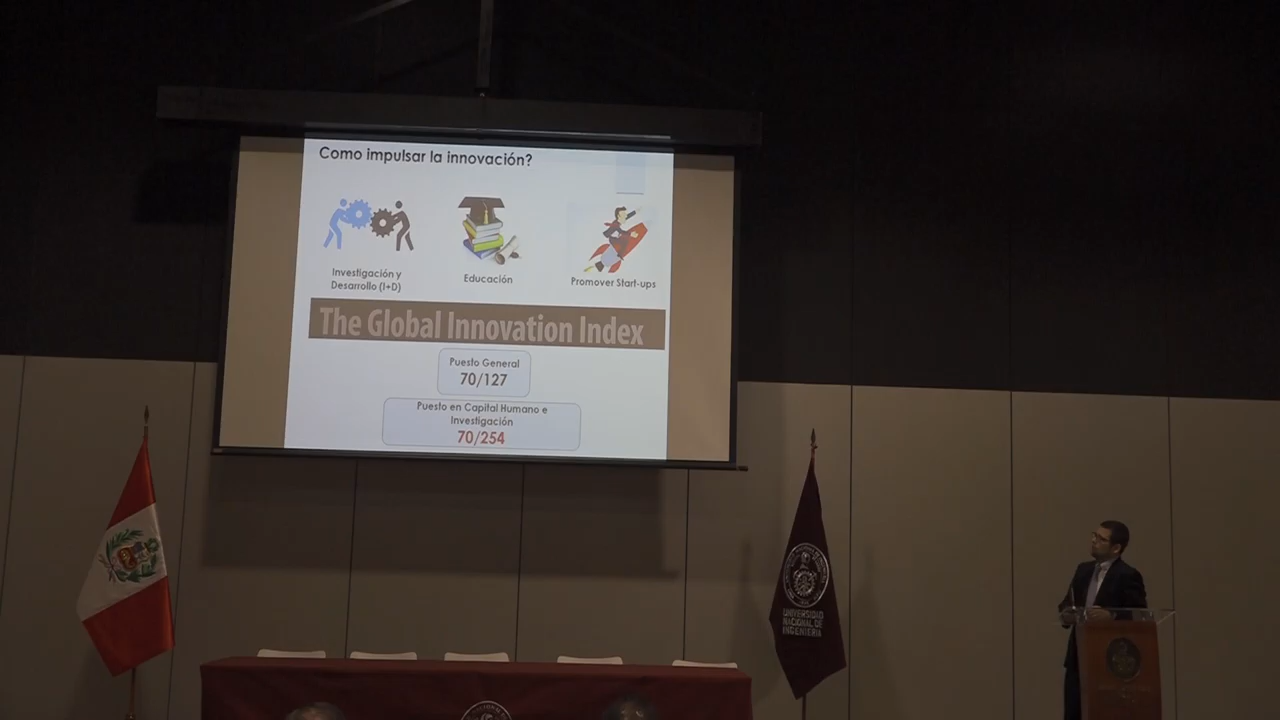 Como impulsar la innovación?
Investigación y
Desarrollo (I+D)
Educación
Promover Start-ups
The Global Innovation Index
Puesto General
70/127
Puesto en Capital Humano e
Investigación
70/254
UNIVERSIDAD
NACIONAL DE
INGENIERIA